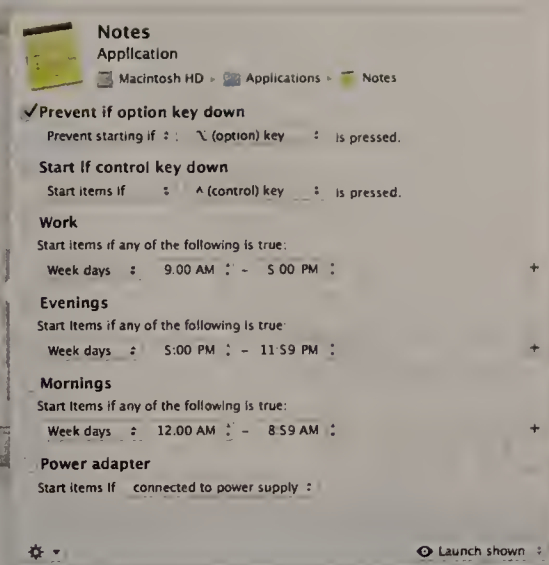 Notes
Application
Macintosh HD ▸ Applications ▸ Notes
✓Prevent if option key down
Prevent starting if ⌥ (option) key is pressed.
Start If control key down
Start items if ^ (control) key is pressed.
Work
Start items if any of the following is true:
Week days 9.00 AM – 5 00 PM +
Evenings
Start Items if any of the following is true:
Week days 5:00 PM – 11:59 PM +
Mornings
Start Items if any of the following is true:
Week days 12.00 AM – 8:59 AM +
Power adapter
Start items If connected to power supply
Launch shown